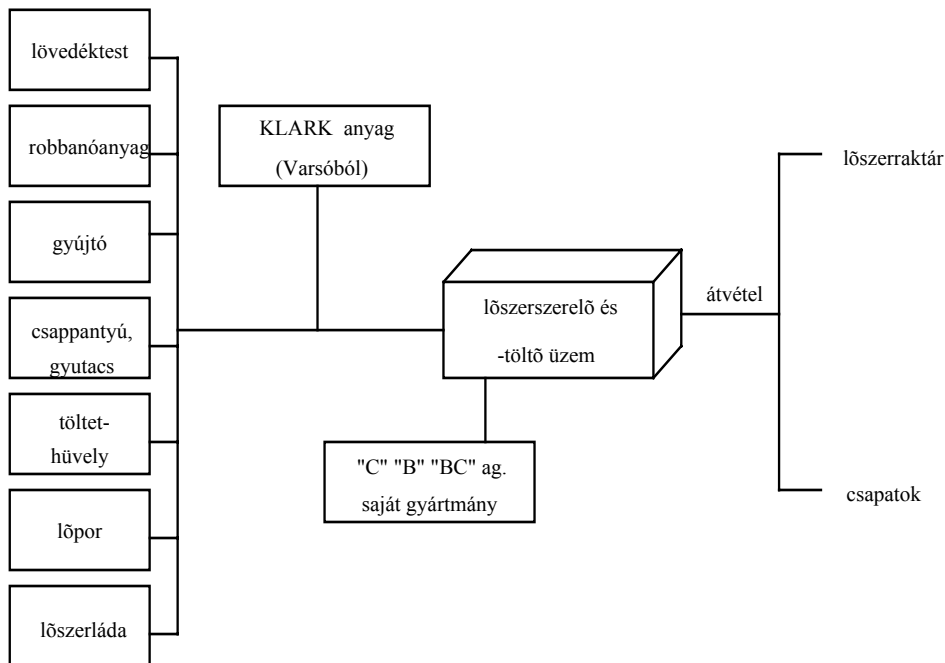 lövedéktest
robbanóanyag
gyújtó
csappantyú,
gyutacs
töltet-
hüvely
lõpor
lõszerláda
KLARK anyag
(Varsóból)
lõszerszerelõ és
-töltõ üzem
"C" "B" "BC" ag.
saját gyártmány
átvétel
lõszerraktár
csapatok